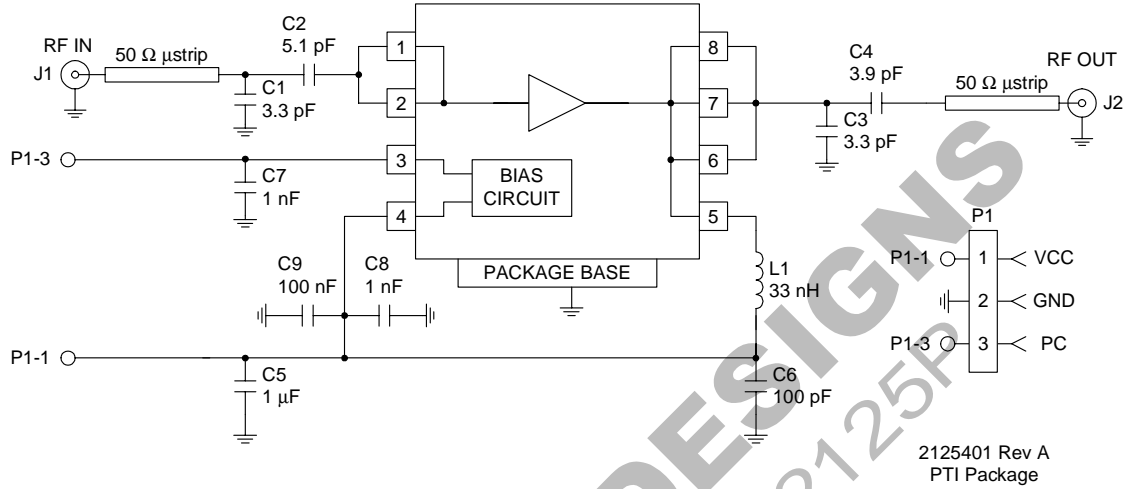 RF IN
J1
50 Ω µstrip
C1
3.3 pF
C2
5.1 pF
1
2
3
4
8
7
6
5
BIAS
CIRCUIT
PACKAGE BASE
C4
3.9 pF
C3
3.3 pF
50 Ω µstrip
RF OUT
J2
P1-3
C7
1 nF
C9
100 nF
C8
1 nF
L1
33 nH
P1-1
C5
1 µF
C6
100 pF
P1
P1-1
1
VCC
2
GND
P1-3
3
PC
2125401 Rev A
PTI Package
DESIGNS
2125P